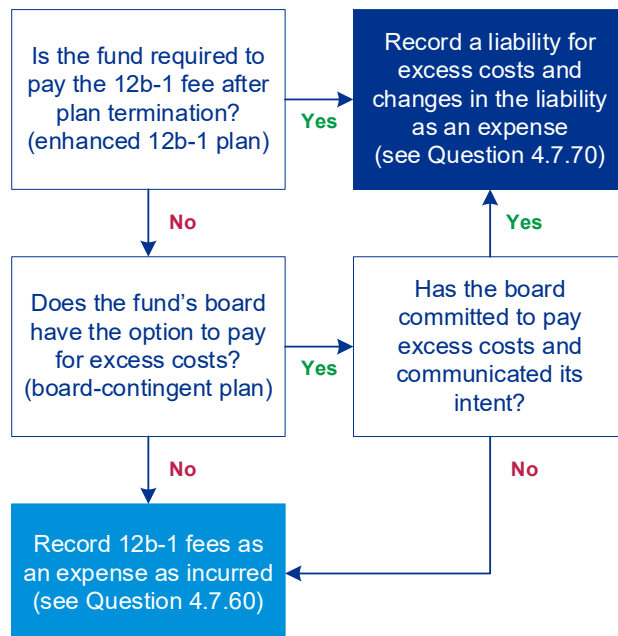 Is the fund required to
pay the 12b-1 fee after
plan termination?
(enhanced 12b-1 plan)
Yes
Record a liability for
excess costs and
changes in the liability
as an expense
(see Question 4.7.70)
No
Yes
Does the fund’s board
have the option to pay
for excess costs?
(board-contingent plan)
Yes
Has the board
committed to pay
excess costs and
communicated its
intent?
No
No
Record 12b-1 fees as
an expense as incurred
(see Question 4.7.60)